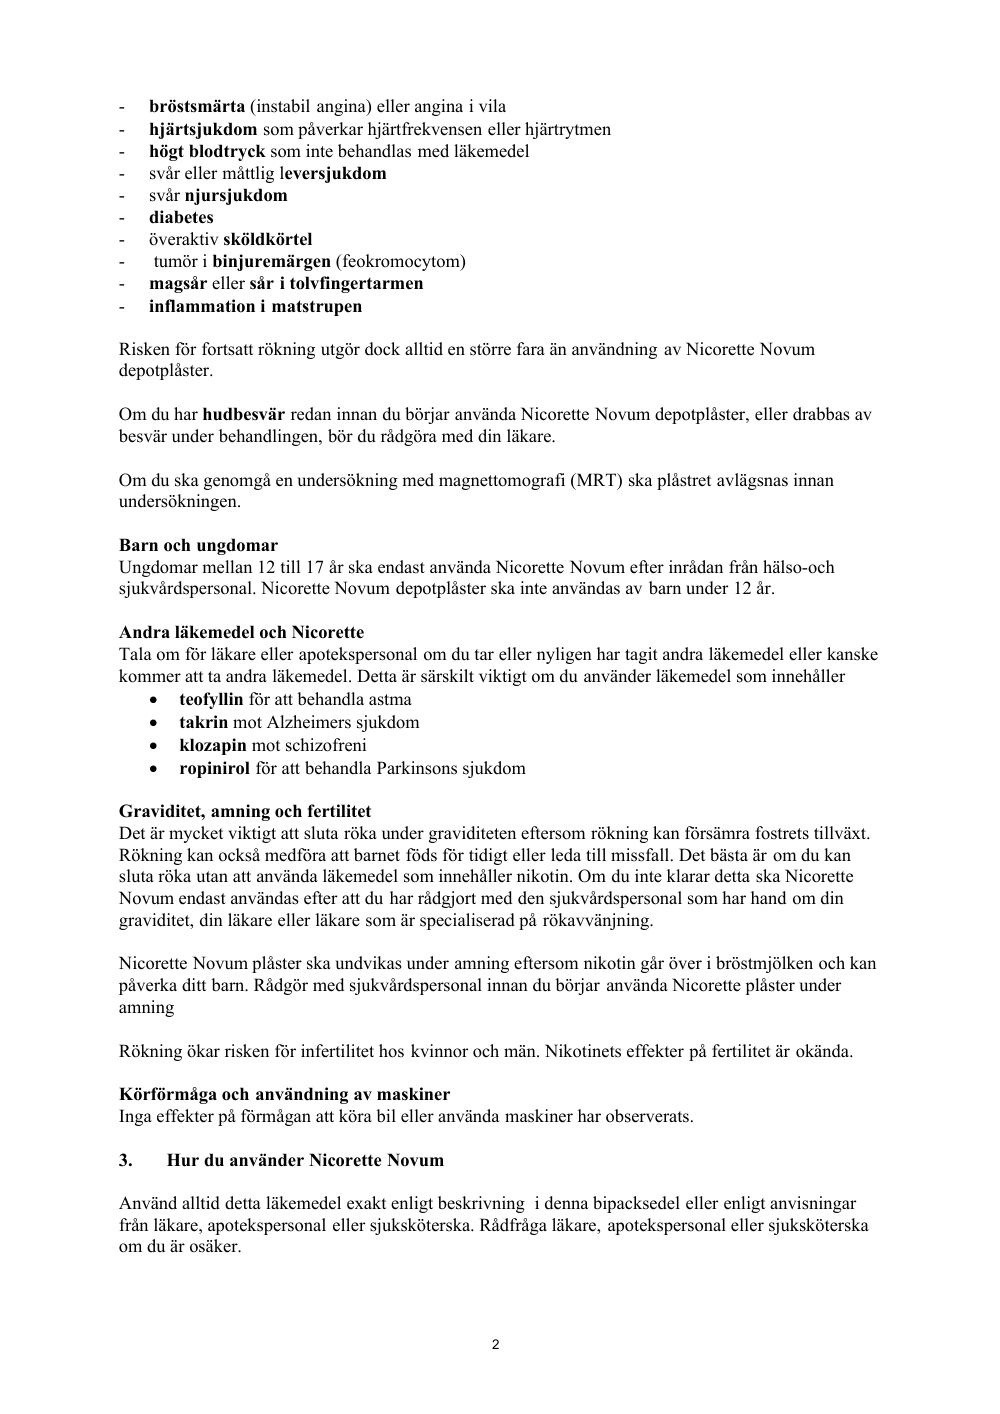 - bröstsmärta (instabil angina) eller angina i vila
- hjärtsjukdom som påverkar hjärtfrekvensen eller hjärtrytmen
- högt blodtryck som inte behandlas med läkemedel
- svår eller måttlig leversjukdom
- svår njursjukdom
- diabetes
- överaktiv sköldkörtel
- tumör i binjuremärgen (feokromocytom)
- magsår eller sår i tolvfingertarmen
- inflammation i matstrupen
Risken för fortsatt rökning utgör dock alltid en större fara än användning av Nicorette Novum
depotplåster.
Om du har hudbesvär redan innan du börjar använda Nicorette Novum depotplåster, eller drabbas av
besvär under behandlingen, bör du rådgöra med din läkare.
Om du ska genomgå en undersökning med magnettomografi (MRT) ska plåstret avlägsnas innan
undersökningen.
Barn och ungdomar
Ungdomar mellan 12 till 17 år ska endast använda Nicorette Novum efter inrådan från hälso-och
sjukvårdspersonal. Nicorette Novum depotplåster ska inte användas av barn under 12 år.
Andra läkemedel och Nicorette
Tala om för läkare eller apotekspersonal om du tar eller nyligen har tagit andra läkemedel eller kanske
kommer att ta andra läkemedel. Detta är särskilt viktigt om du använder läkemedel som innehåller
• teofyllin för att behandla astma
• takrin mot Alzheimers sjukdom
• klozapin mot schizofreni
• ropinirol för att behandla Parkinsons sjukdom
Graviditet, amning och fertilitet
Det är mycket viktigt att sluta röka under graviditeten eftersom rökning kan försämra fostrets tillväxt.
Rökning kan också medföra att barnet föds för tidigt eller leda till missfall. Det bästa är om du kan
sluta röka utan att använda läkemedel som innehåller nikotin. Om du inte klarar detta ska Nicorette
Novum endast användas efter att du har rådgjort med den sjukvårdspersonal som har hand om din
graviditet, din läkare eller läkare som är specialiserad på rökavvänjning.
Nicorette Novum plåster ska undvikas under amning eftersom nikotin går över i bröstmjölken och kan
påverka ditt barn. Rådgör med sjukvårdspersonal innan du börjar använda Nicorette plåster under
amning
Rökning ökar risken för infertilitet hos kvinnor och män. Nikotinets effekter på fertilitet är okända.
Körförmåga och användning av maskiner
Inga effekter på förmågan att köra bil eller använda maskiner har observerats.
3. Hur du använder Nicorette Novum
Använd alltid detta läkemedel exakt enligt beskrivning i denna bipacksedel eller enligt anvisningar
från läkare, apotekspersonal eller sjuksköterska. Rådfråga läkare, apotekspersonal eller sjuksköterska
om du är osäker.
2